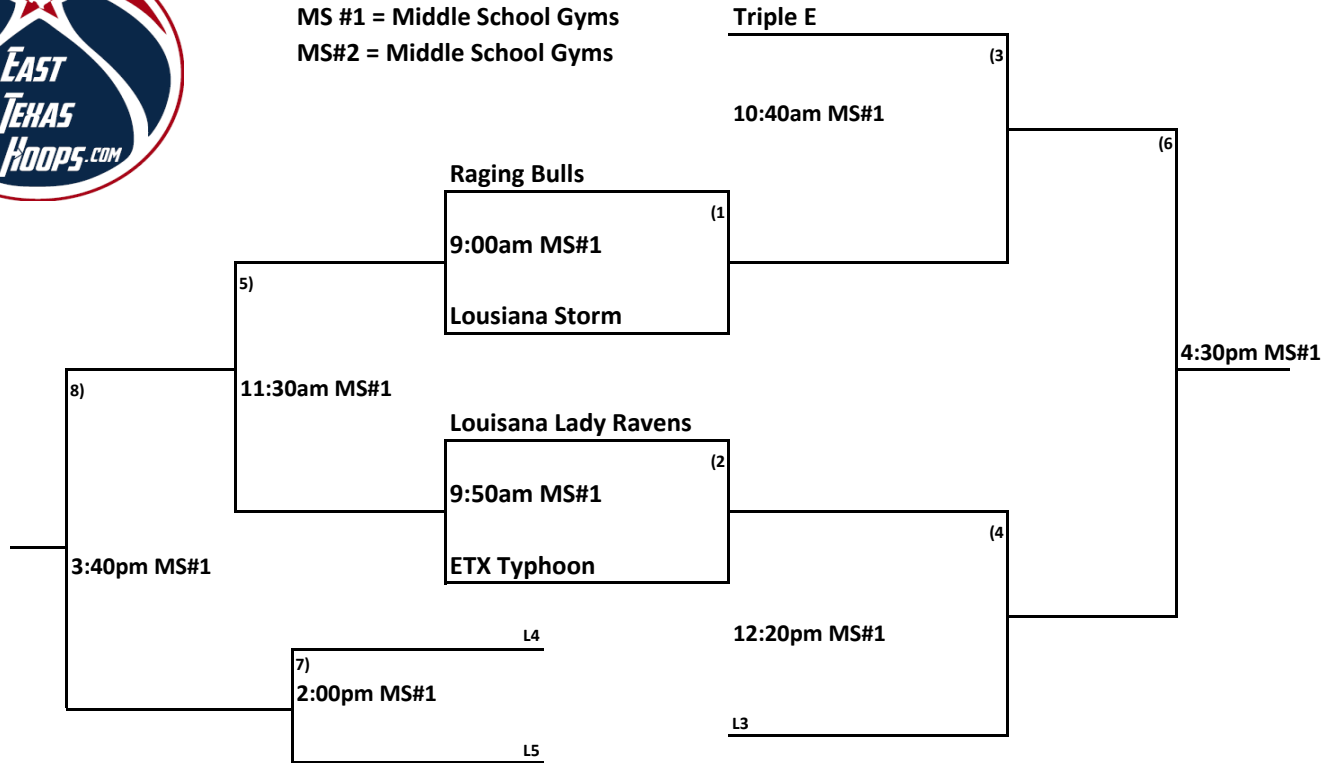 EAST
TEXAS
HOOPS.COM
MS #1 = Middle School Gyms
MS#2 = Middle School Gyms
Triple E
(3
10:40am MS#1
(6
Raging Bulls
(1
9:00am MS#1
5)
Lousiana Storm
4:30pm MS#1
8)
11:30am MS#1
Louisana Lady Ravens
(2
9:50am MS#1
(4
3:40pm MS#1
ETX Typhoon
L4
12:20pm MS#1
7)
2:00pm MS#1
L3
L5